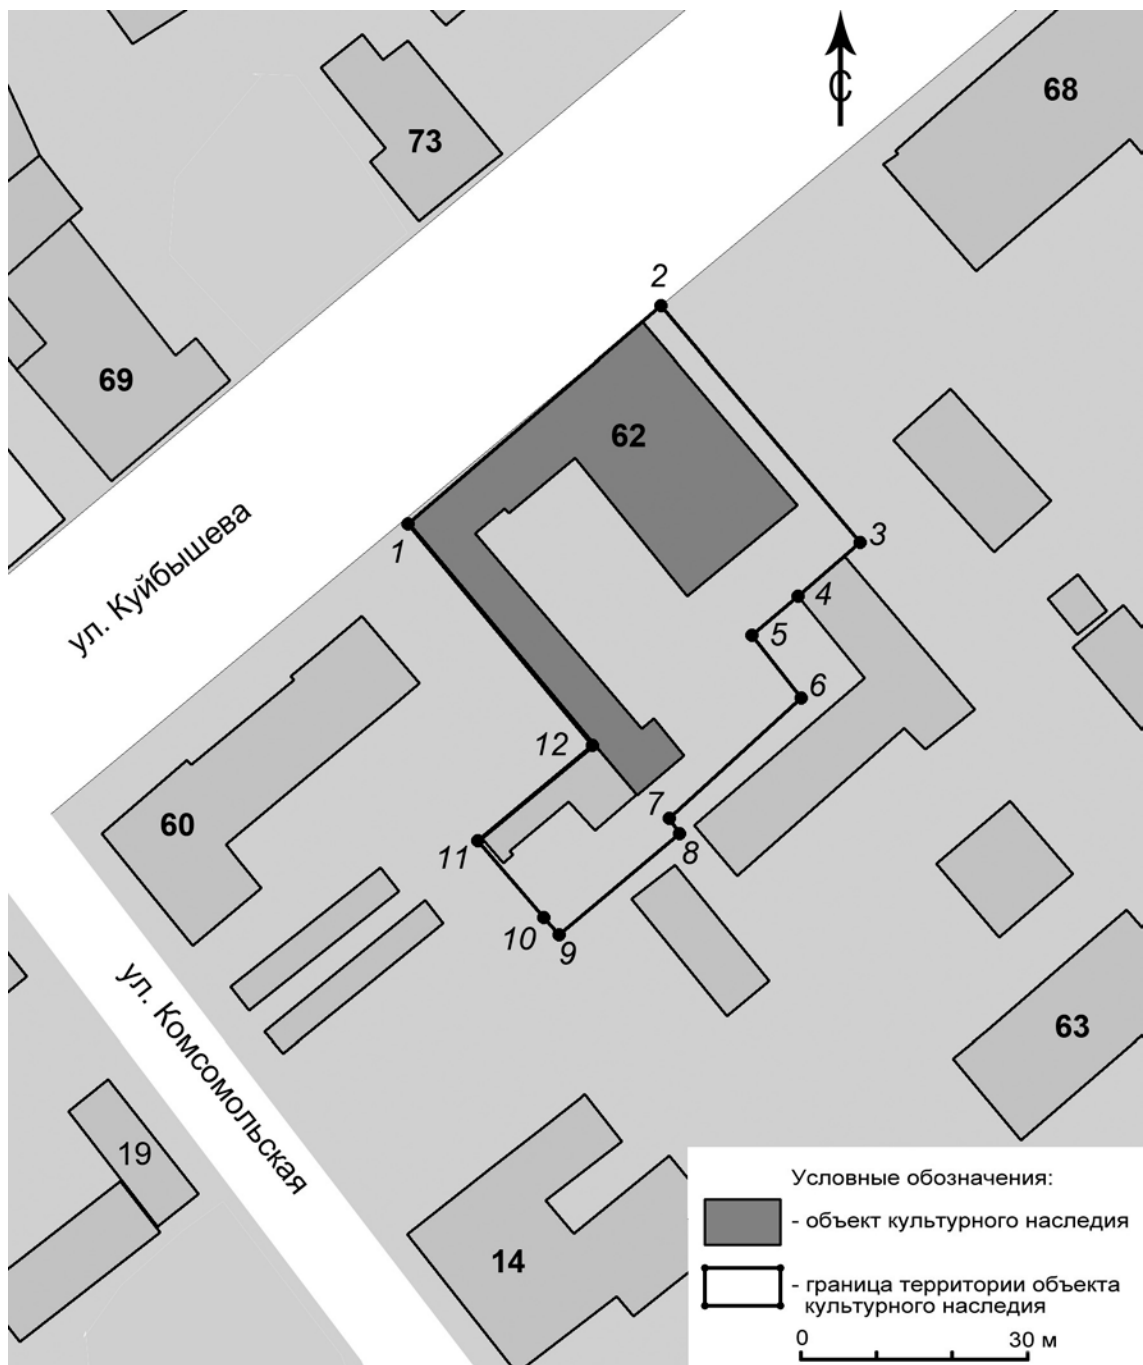 С
68
73
2
62
69
1
3
4
5
6
ул. Куйбышева
12
7
8
60
11
10
9
ул. Комсомольская
63
19
14
Условные обозначения:
- объект культурного наследия
- граница территории объекта
культурного наследия
0 30 м